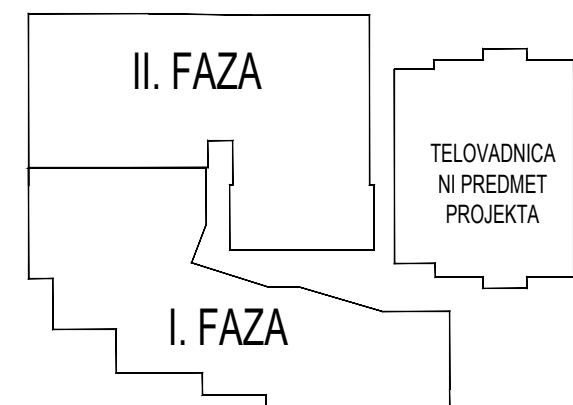 II. FAZA
TELOVADNICA
NI PREDMET
PROJEKTA
I. FAZA